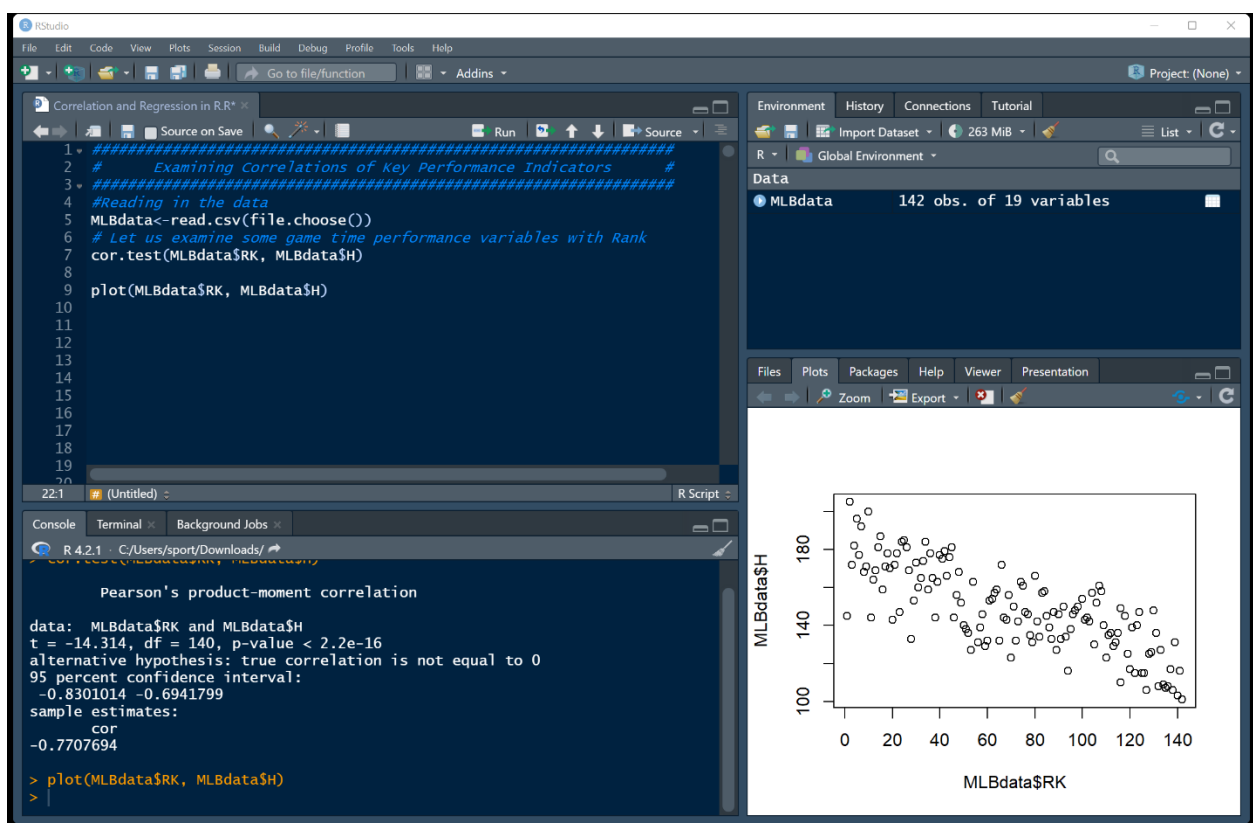 RStudio
File Edit Code View Plots Session Build Debug Profile Tools Help
Go to file/function Addins Project: (None)
Correlation and Regression in R.R*
Source on Save Run Source
1 ####################################################################
2 # Examining Correlations of Key Performance Indicators #
3 ####################################################################
4 #Reading in the data
5 MLBdata<-read.csv(file.choose())
6 # Let us examine some game time performance variables with Rank
7 cor.test(MLBdata$RK, MLBdata$H)
8
9 plot(MLBdata$RK, MLBdata$H)
10
11
12
13
14
15
16
17
18
19
20
22:1 # (Untitled) R Script
Console Terminal Background Jobs
R 4.2.1 · C:/Users/sport/Downloads/
> cor.test(MLBdata$RK, MLBdata$H)
Pearson's product-moment correlation
data: MLBdata$RK and MLBdata$H
t = -14.314, df = 140, p-value < 2.2e-16
alternative hypothesis: true correlation is not equal to 0
95 percent confidence interval:
-0.8301014 -0.6941799
sample estimates:
cor
-0.7707694
> plot(MLBdata$RK, MLBdata$H)
>
Environment History Connections Tutorial
Import Dataset 263 MiB List
R Global Environment
Data
MLBdata 142 obs. of 19 variables
Files Plots Packages Help Viewer Presentation
Zoom Export
MLBdata$H
180
140
100
0 20 40 60 80 100 120 140
MLBdata$RK